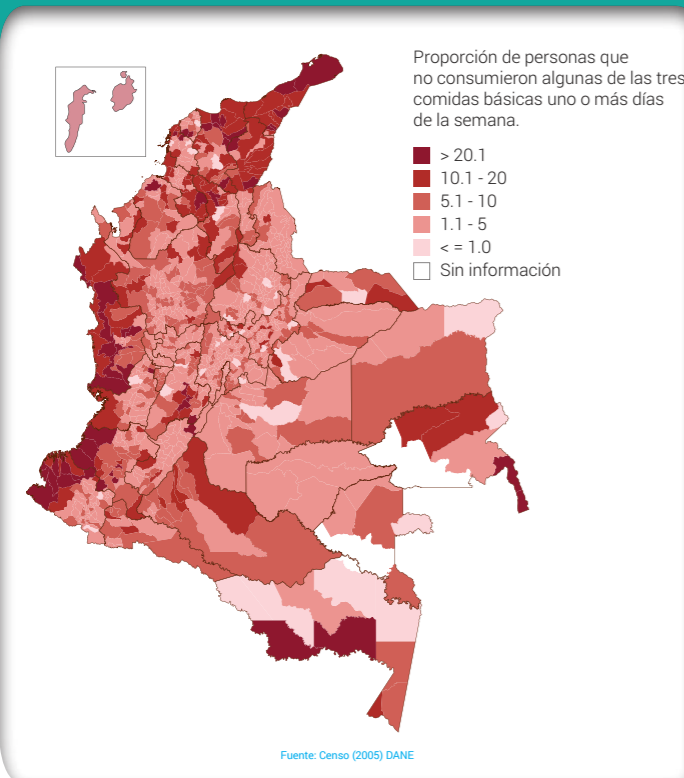 Proporción de personas que
no consumieron algunas de las tres
comidas básicas uno o más días
de la semana.
> 20.1
10.1 - 20
5.1 - 10
1.1 - 5
< = 1.0
Sin información
Fuente: Censo (2005) DANE